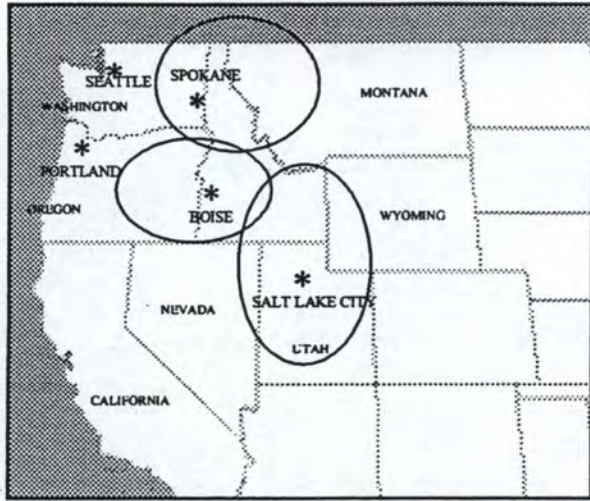 SEATTLE
SPOKANE
WASHINGTON
MONTANA
PORTLAND
OREGON
BOISE
WYOMING
SALT LAKE CITY
NEVADA
UTAH
CALIFORNIA